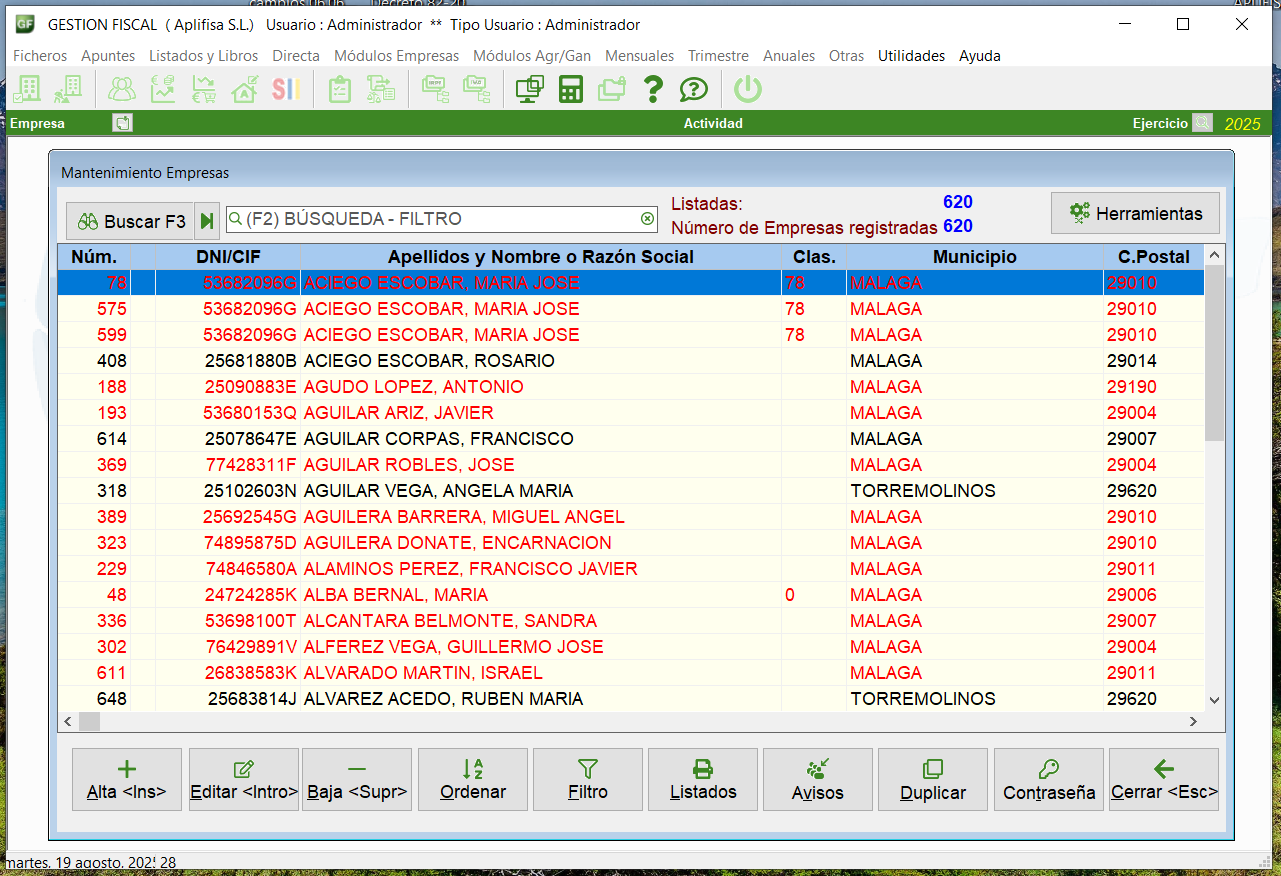 GF GESTION FISCAL ( Aplifisa S.L.) Usuario : Administrador ** Tipo Usuario : Administrador
Ficheros Apuntes Listados y Libros Directa Módulos Empresas Módulos Agr/Gan Mensuales Trimestre Anuales Otras Utilidades Ayuda
SII
Empresa Actividad Ejercicio 2025
Mantenimiento Empresas
Buscar F3 (F2) BÚSQUEDA - FILTRO Listadas: 620 Herramientas
Número de Empresas registradas 620
Núm. DNI/CIF Apellidos y Nombre o Razón Social Clas. Municipio C.Postal
78 53682096G ACIEGO ESCOBAR, MARIA JOSE 78 MALAGA 29010
575 53682096G ACIEGO ESCOBAR, MARIA JOSE 78 MALAGA 29010
599 53682096G ACIEGO ESCOBAR, MARIA JOSE 78 MALAGA 29010
408 25681880B ACIEGO ESCOBAR, ROSARIO MALAGA 29014
188 25090883E AGUDO LOPEZ, ANTONIO MALAGA 29190
193 53680153Q AGUILAR ARIZ, JAVIER MALAGA 29004
614 25078647E AGUILAR CORPAS, FRANCISCO MALAGA 29007
369 77428311F AGUILAR ROBLES, JOSE MALAGA 29004
318 25102603N AGUILAR VEGA, ANGELA MARIA TORREMOLINOS 29620
389 25692545G AGUILERA BARRERA, MIGUEL ANGEL MALAGA 29010
323 74895875D AGUILERA DONATE, ENCARNACION MALAGA 29010
229 74846580A ALAMINOS PEREZ, FRANCISCO JAVIER MALAGA 29011
48 24724285K ALBA BERNAL, MARIA 0 MALAGA 29006
336 53698100T ALCANTARA BELMONTE, SANDRA MALAGA 29007
302 76429891V ALFEREZ VEGA, GUILLERMO JOSE MALAGA 29004
611 26838583K ALVARADO MARTIN, ISRAEL MALAGA 29011
648 25683814J ALVAREZ ACEDO, RUBEN MARIA TORREMOLINOS 29620
Alta <Ins> Editar <Intro> Baja <Supr> Ordenar Filtro Listados Avisos Duplicar Contraseña Cerrar <Esc>
martes, 19 agosto, 2025 28